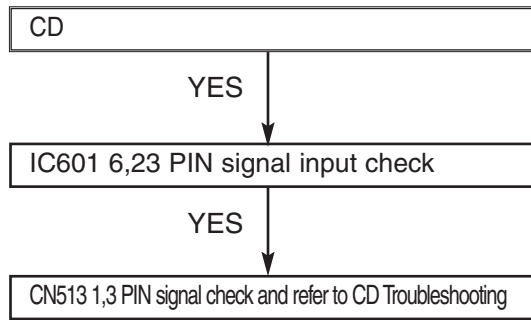 CD
YES
IC601 6,23 PIN signal input check
YES
CN513 1,3 PIN signal check and refer to CD Troubleshooting